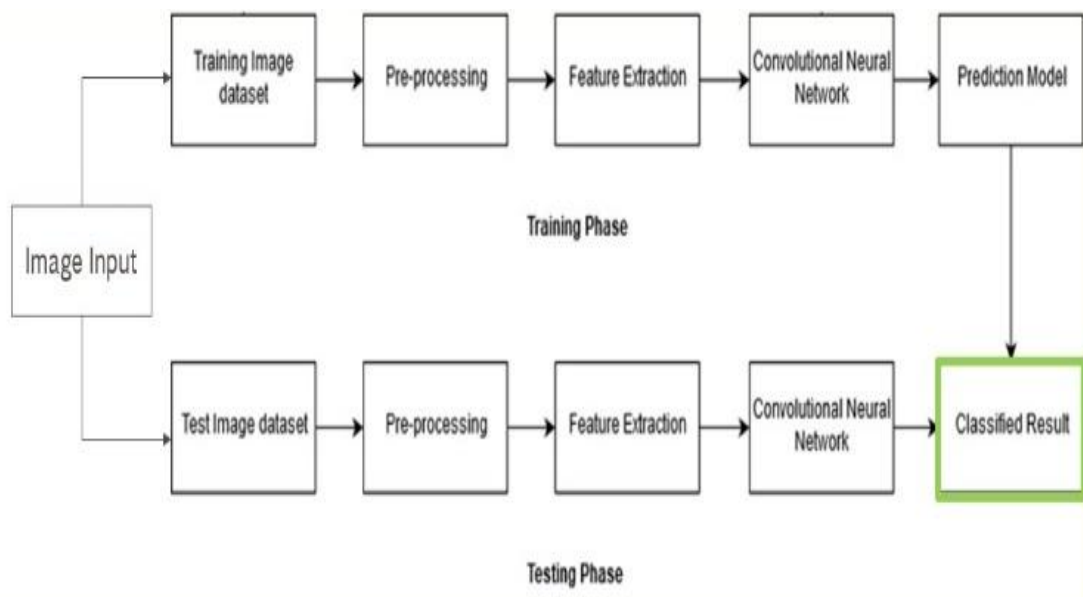 Training Image
dataset
Pre-processing
Feature Extraction
Convolutional Neural
Network
Prediction Model
Training Phase
Image Input
Test Image dataset
Pre-processing
Feature Extraction
Convolutional Neural
Network
Classified Result
Testing Phase